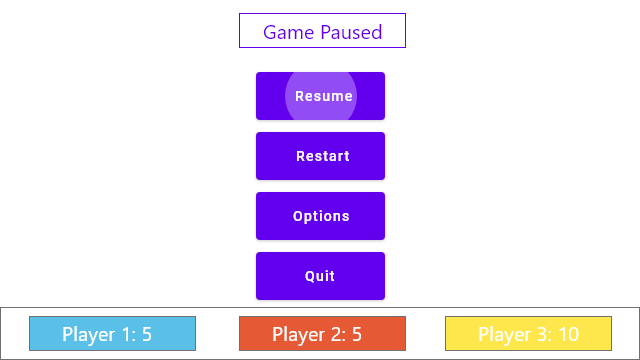 Game Paused
Resume
Restart
Options
Quit
Player 1: 5
Player 2: 5
Player 3: 10